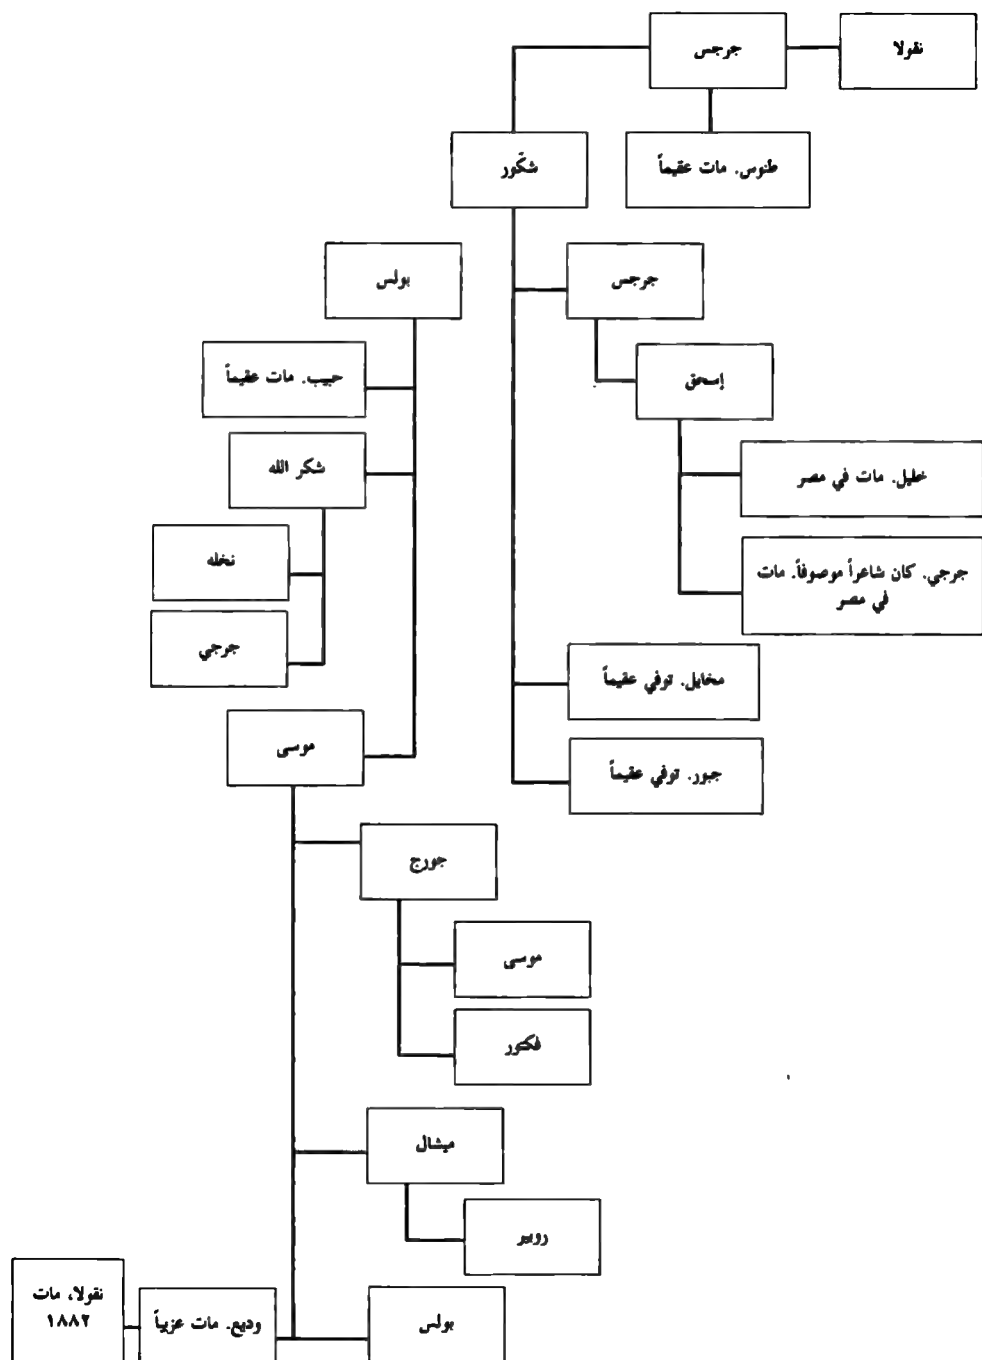 نقولا
جرجس
طنوس. مات عقيماً
شكّور
بولس
جرجس
حبيب. مات عقيماً
إسحق
شكر الله
خليل. مات في مصر
نخله
جرجي. كان شاعراً موصوفاً. مات
في مصر
جرجي
مخايل. توفي عقيماً
موسى
جبور. توفي عقيماً
جورج
موسى
فكتور
ميشال
روبير
بولس
وديع. مات عزبياً
نقولا، مات
١٨٨٢